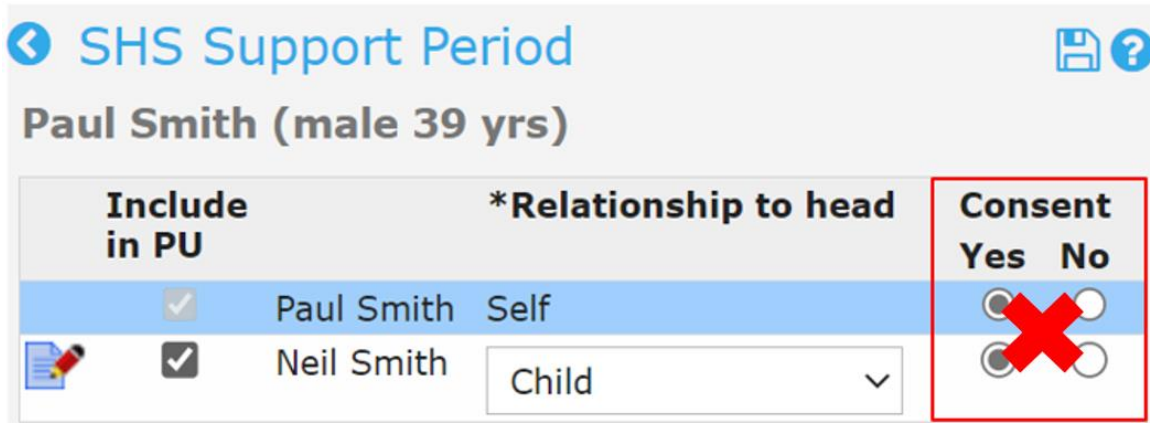 SHS Support Period
Paul Smith (male 39 yrs)
Include in PU *Relationship to head Consent
Yes No
Paul Smith Self
Neil Smith Child